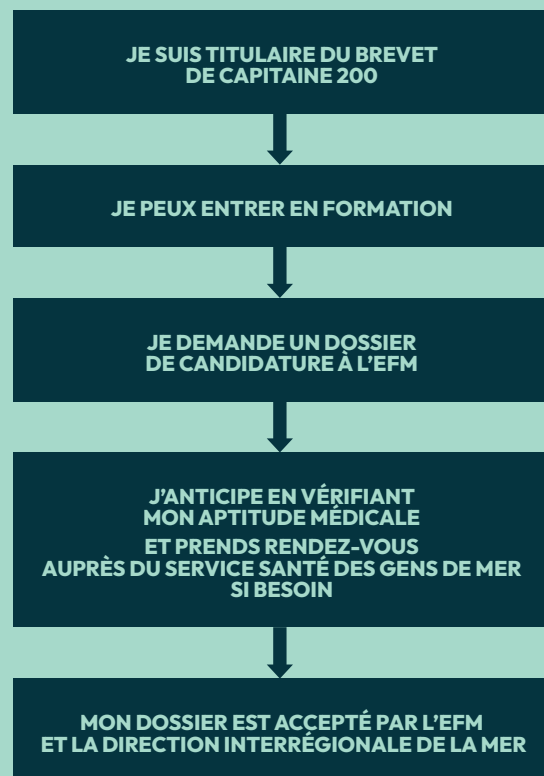 JE SUIS TITULAIRE DU BREVET
DE CAPITAINE 200
JE PEUX ENTRER EN FORMATION
JE DEMANDE UN DOSSIER
DE CANDIDATURE À L'EFM
J'ANTICIPE EN VÉRIFIANT
MON APTITUDE MÉDICALE
ET PRENDS RENDEZ-VOUS
AUPRÈS DU SERVICE SANTÉ DES GENS DE MER
SI BESOIN
MON DOSSIER EST ACCEPTÉ PAR L'EFM
ET LA DIRECTION INTERRÉGIONALE DE LA MER